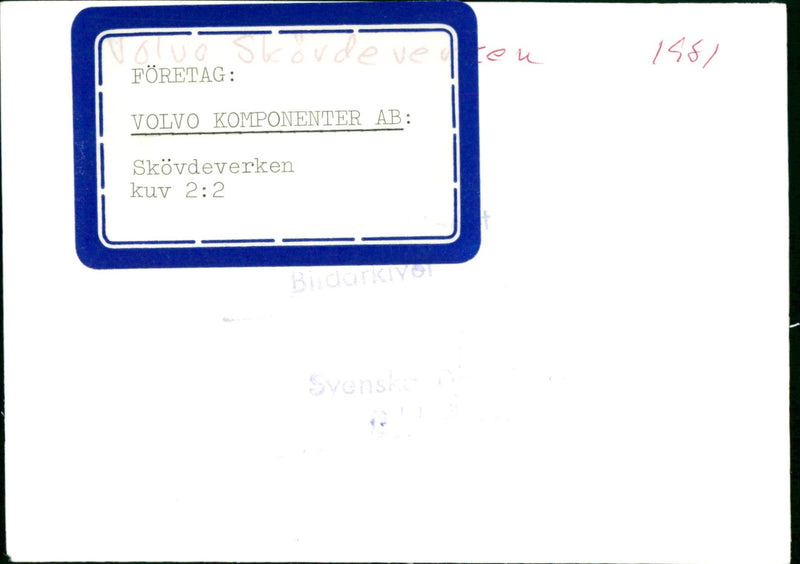 Volvo Skövdeverken 1981
FÖRETAG:
VOLVO KOMPONENTER AB:
Skövdeverken
kuv 2:2
Bildarkivet
Svenska